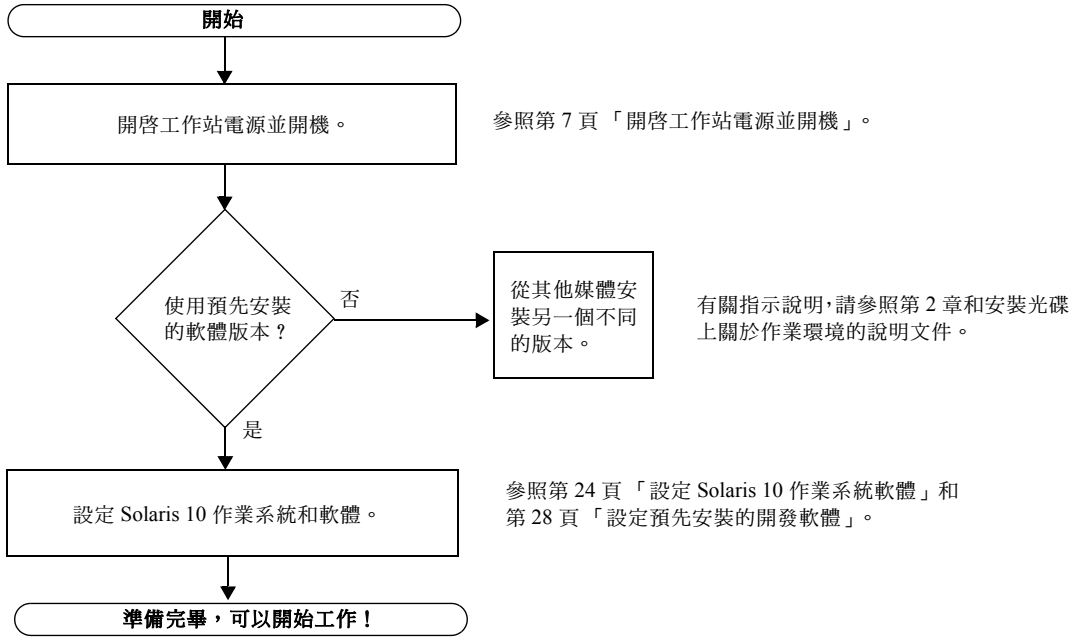 開始
開啓工作站電源並開機。
參照第 7 頁「開啓工作站電源並開機」。
使用預先安裝
的軟體版本？
否
從其他媒體安
裝另一個不同
的版本。
有關指示說明，請參照第 2 章和安裝光碟
上關於作業環境的說明文件。
是
設定 Solaris 10 作業系統和軟體。
參照第 24 頁「設定 Solaris 10 作業系統軟體」和
第 28 頁「設定預先安裝的開發軟體」。
準備完畢，可以開始工作！